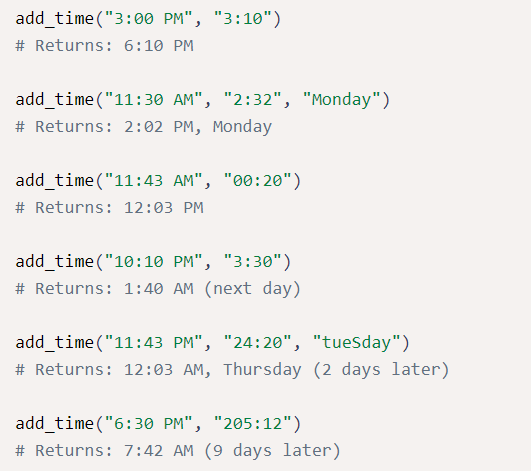 add_time("3:00 PM", "3:10")
# Returns: 6:10 PM
add_time("11:30 AM", "2:32", "Monday")
# Returns: 2:02 PM, Monday
add_time("11:43 AM", "00:20")
# Returns: 12:03 PM
add_time("10:10 PM", "3:30")
# Returns: 1:40 AM (next day)
add_time("11:43 PM", "24:20", "tueSday")
# Returns: 12:03 AM, Thursday (2 days later)
add_time("6:30 PM", "205:12")
# Returns: 7:42 AM (9 days later)